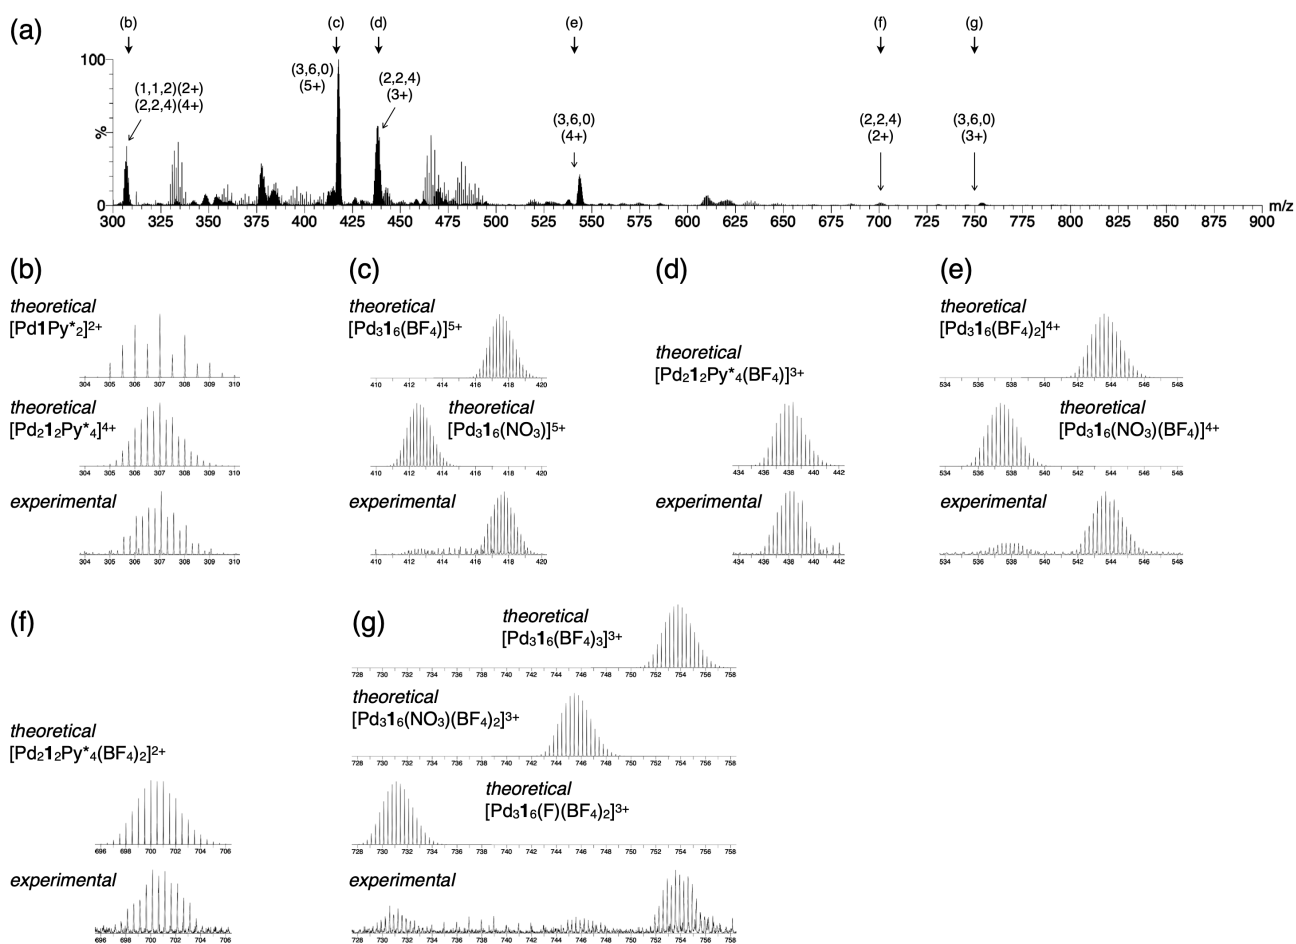 (a)
(b)
(c)
(d)
(e)
(f)
(g)
100
%
0
(1,1,2)(2+)
(2,2,4)(4+)
(3,6,0)
(5+)
(2,2,4)
(3+)
(3,6,0)
(4+)
(2,2,4)
(2+)
(3,6,0)
(3+)
300 325 350 375 400 425 450 475 500 525 550 575 600 625 650 675 700 725 750 775 800 825 850 875 900 m/z
(b)
theoretical
[Pd1Py*2]2+
304 305 306 307 308 309 310
theoretical
[Pd212Py*4]4+
304 305 306 307 308 309 310
experimental
304 305 306 307 308 309 310
(c)
theoretical
[Pd316(BF4)]5+
410 412 414 416 418 420
theoretical
[Pd316(NO3)]5+
410 412 414 416 418 420
experimental
410 412 414 416 418 420
(d)
theoretical
[Pd212Py*4(BF4)]3+
434 436 438 440 442
experimental
434 436 438 440 442
(e)
theoretical
[Pd316(BF4)2]4+
534 536 538 540 542 544 546 548
theoretical
[Pd316(NO3)(BF4)]4+
534 536 538 540 542 544 546 548
experimental
534 536 538 540 542 544 546 548
(f)
theoretical
[Pd212Py*4(BF4)2]2+
696 698 700 702 704 706
experimental
696 698 700 702 704 706
(g)
theoretical
[Pd316(BF4)3]3+
728 730 732 734 736 738 740 742 744 746 748 750 752 754 756 758
theoretical
[Pd316(NO3)(BF4)2]3+
728 730 732 734 736 738 740 742 744 746 748 750 752 754 756 758
theoretical
[Pd316(F)(BF4)2]3+
728 730 732 734 736 738 740 742 744 746 748 750 752 754 756 758
experimental
728 730 732 734 736 738 740 742 744 746 748 750 752 754 756 758